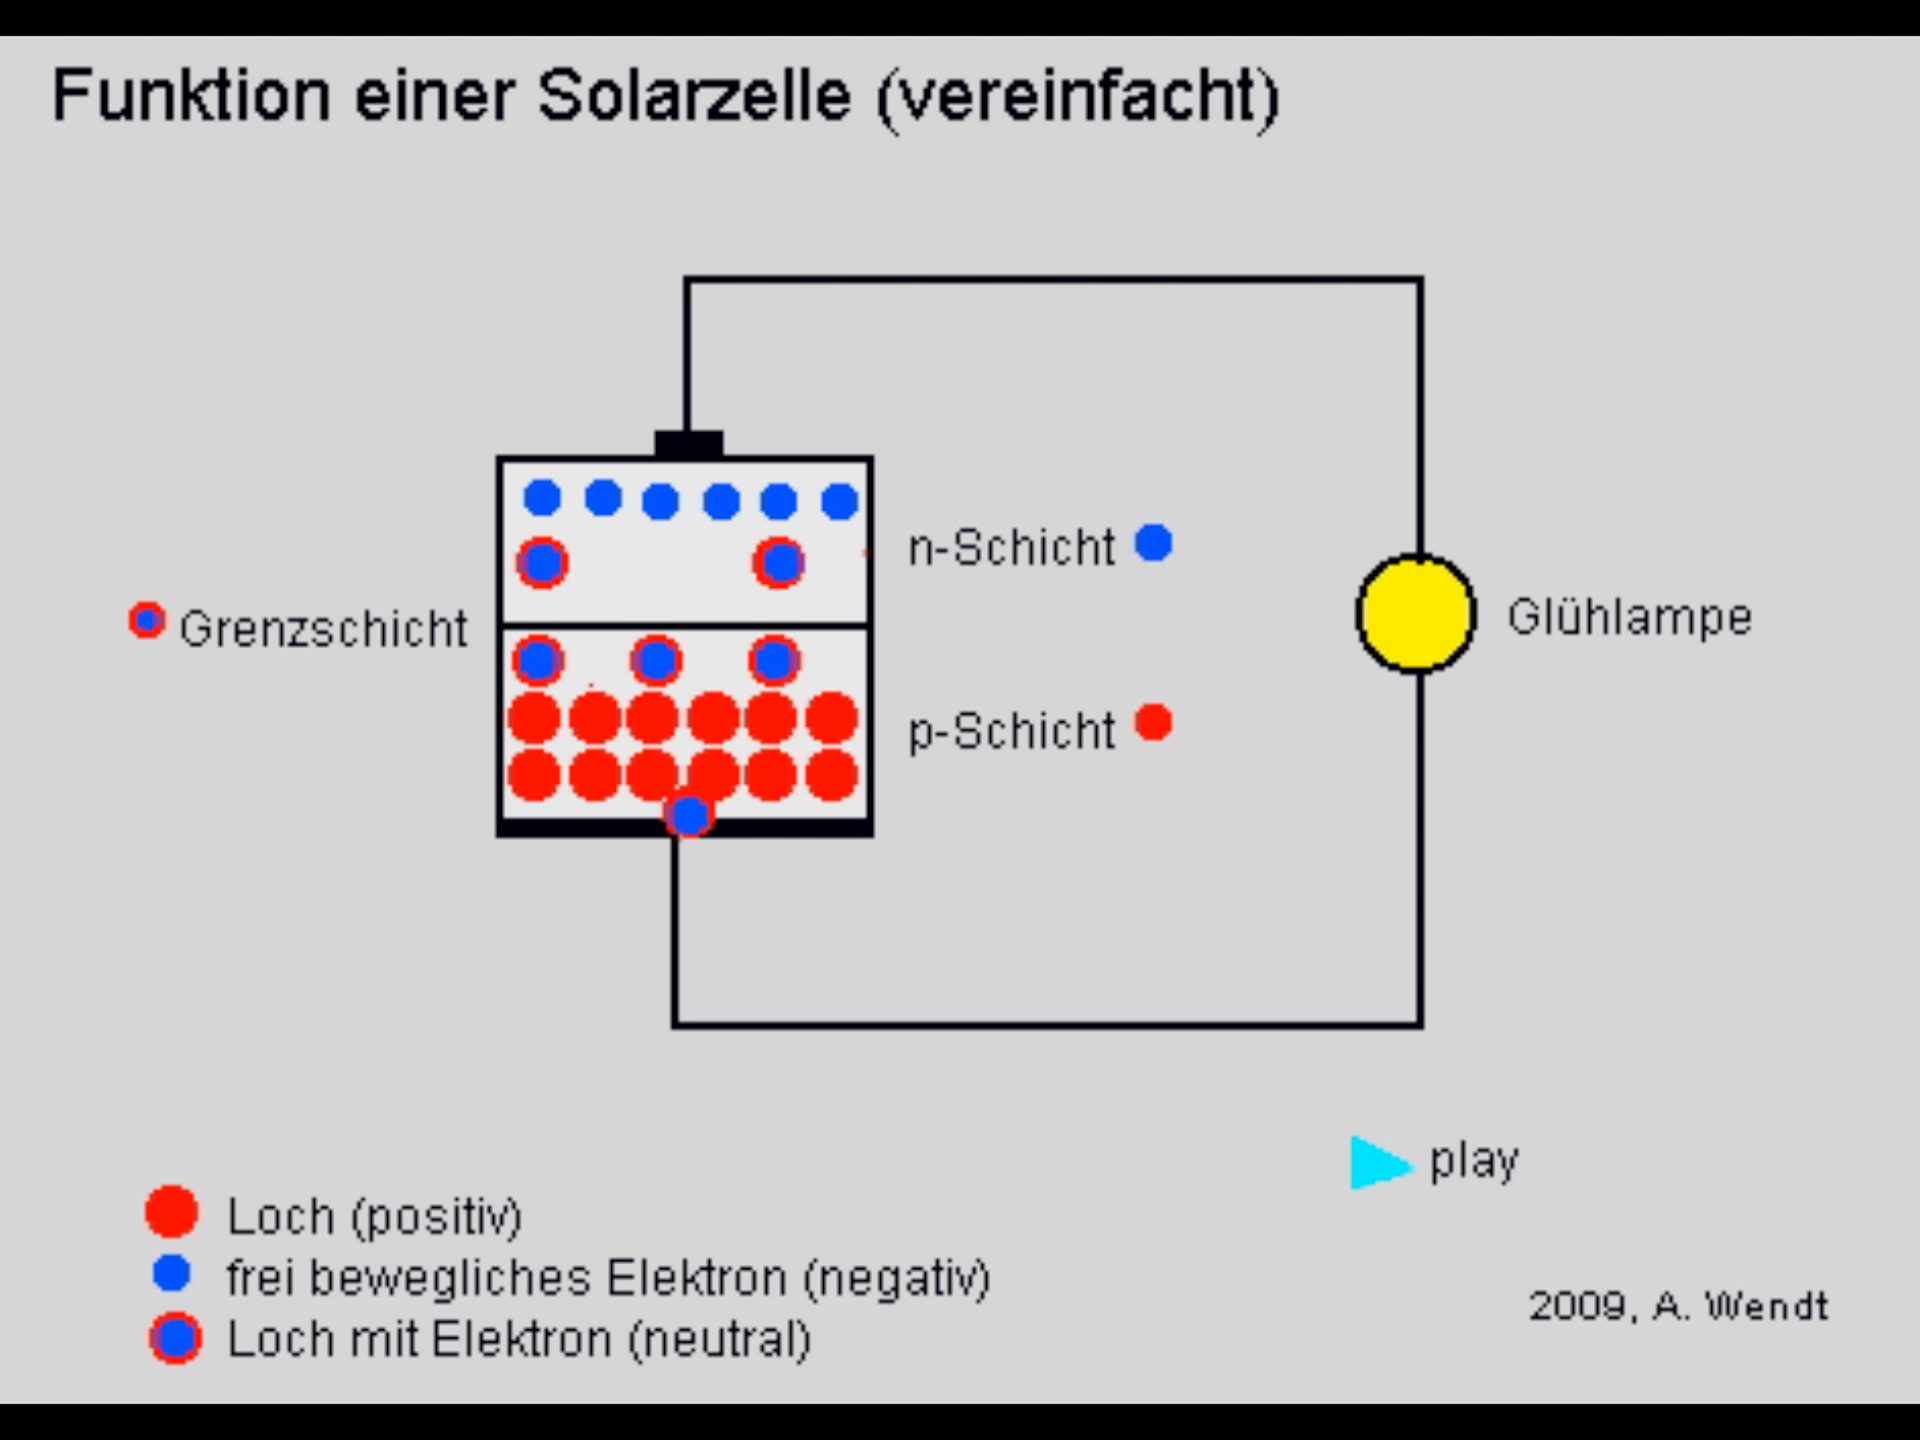 Funktion einer Solarzelle (vereinfacht)
n-Schicht
Grenzschicht
Glühlampe
p-Schicht
play
Loch (positiv)
frei bewegliches Elektron (negativ)
Loch mit Elektron (neutral)
2009, A. Wendt